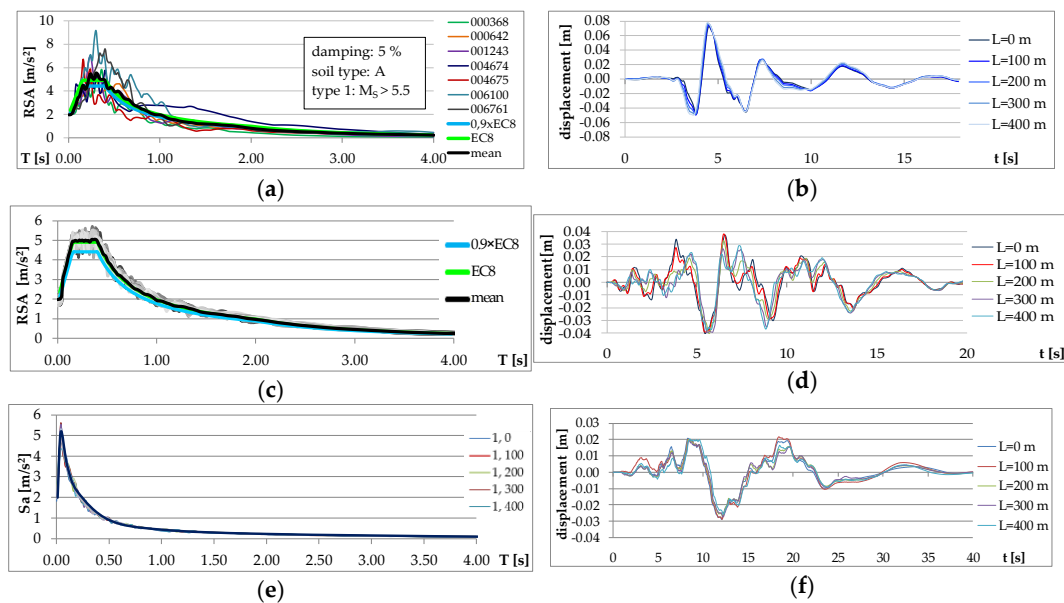 10
8
6
4
2
0
RSA [m/s²]
0.00 1.00 2.00 3.00 4.00
T [s]
damping: 5 %
soil type: A
type 1: M_S > 5.5
000368
000642
001243
004674
004675
006100
006761
0,9xEC8
EC8
mean
(a)
0.08
0.06
0.04
0.02
0.00
-0.02
-0.04
-0.06
-0.08
displacement [m]
0 5 10 15
t [s]
L=0 m
L=100 m
L=200 m
L=300 m
L=400 m
(b)
6
5
4
3
2
1
0
RSA [m/s²]
0.00 1.00 2.00 3.00 4.00
T [s]
0,9×EC8
EC8
mean
(c)
0.04
0.03
0.02
0.01
0.00
-0.01
-0.02
-0.03
-0.04
displacement[m]
0 5 10 15 20
t [s]
L=0 m
L=100 m
L=200 m
L=300 m
L=400 m
(d)
6
5
4
3
2
1
0
Sa [m/s²]
0.00 0.50 1.00 1.50 2.00 2.50 3.00 3.50 4.00
T [s]
1, 0
1, 100
1, 200
1, 300
1, 400
(e)
0.03
0.02
0.01
0.00
-0.01
-0.02
-0.03
-0.04
displacement [m]
0 5 10 15 20 25 30 35 40
t [s]
L=0 m
L=100 m
L=200 m
L=300 m
L=400 m
(f)